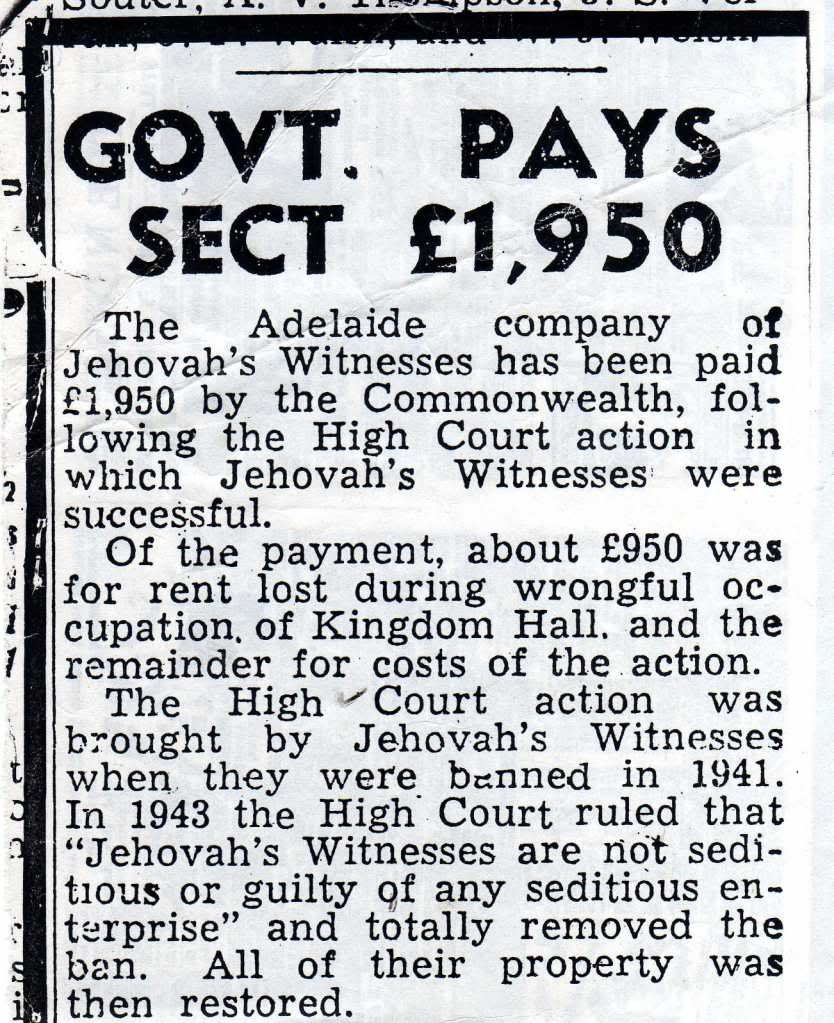 Souter, A. V. Thompson, J. S. Ver-
and W. J. Welsh.
GOVT. PAYS
SECT £1,950
The Adelaide company of
Jehovah's Witnesses has been paid
£1,950 by the Commonwealth, fol-
lowing the High Court action in
which Jehovah's Witnesses were
successful.
Of the payment, about £950 was
for rent lost during wrongful oc-
cupation, of Kingdom Hall. and the
remainder for costs of the action.
The High Court action was
brought by Jehovah's Witnesses
when they were banned in 1941.
In 1943 the High Court ruled that
“Jehovah's Witnesses are not sedi-
tious or guilty of any seditious en-
terprise” and totally removed the
ban. All of their property was
then restored.